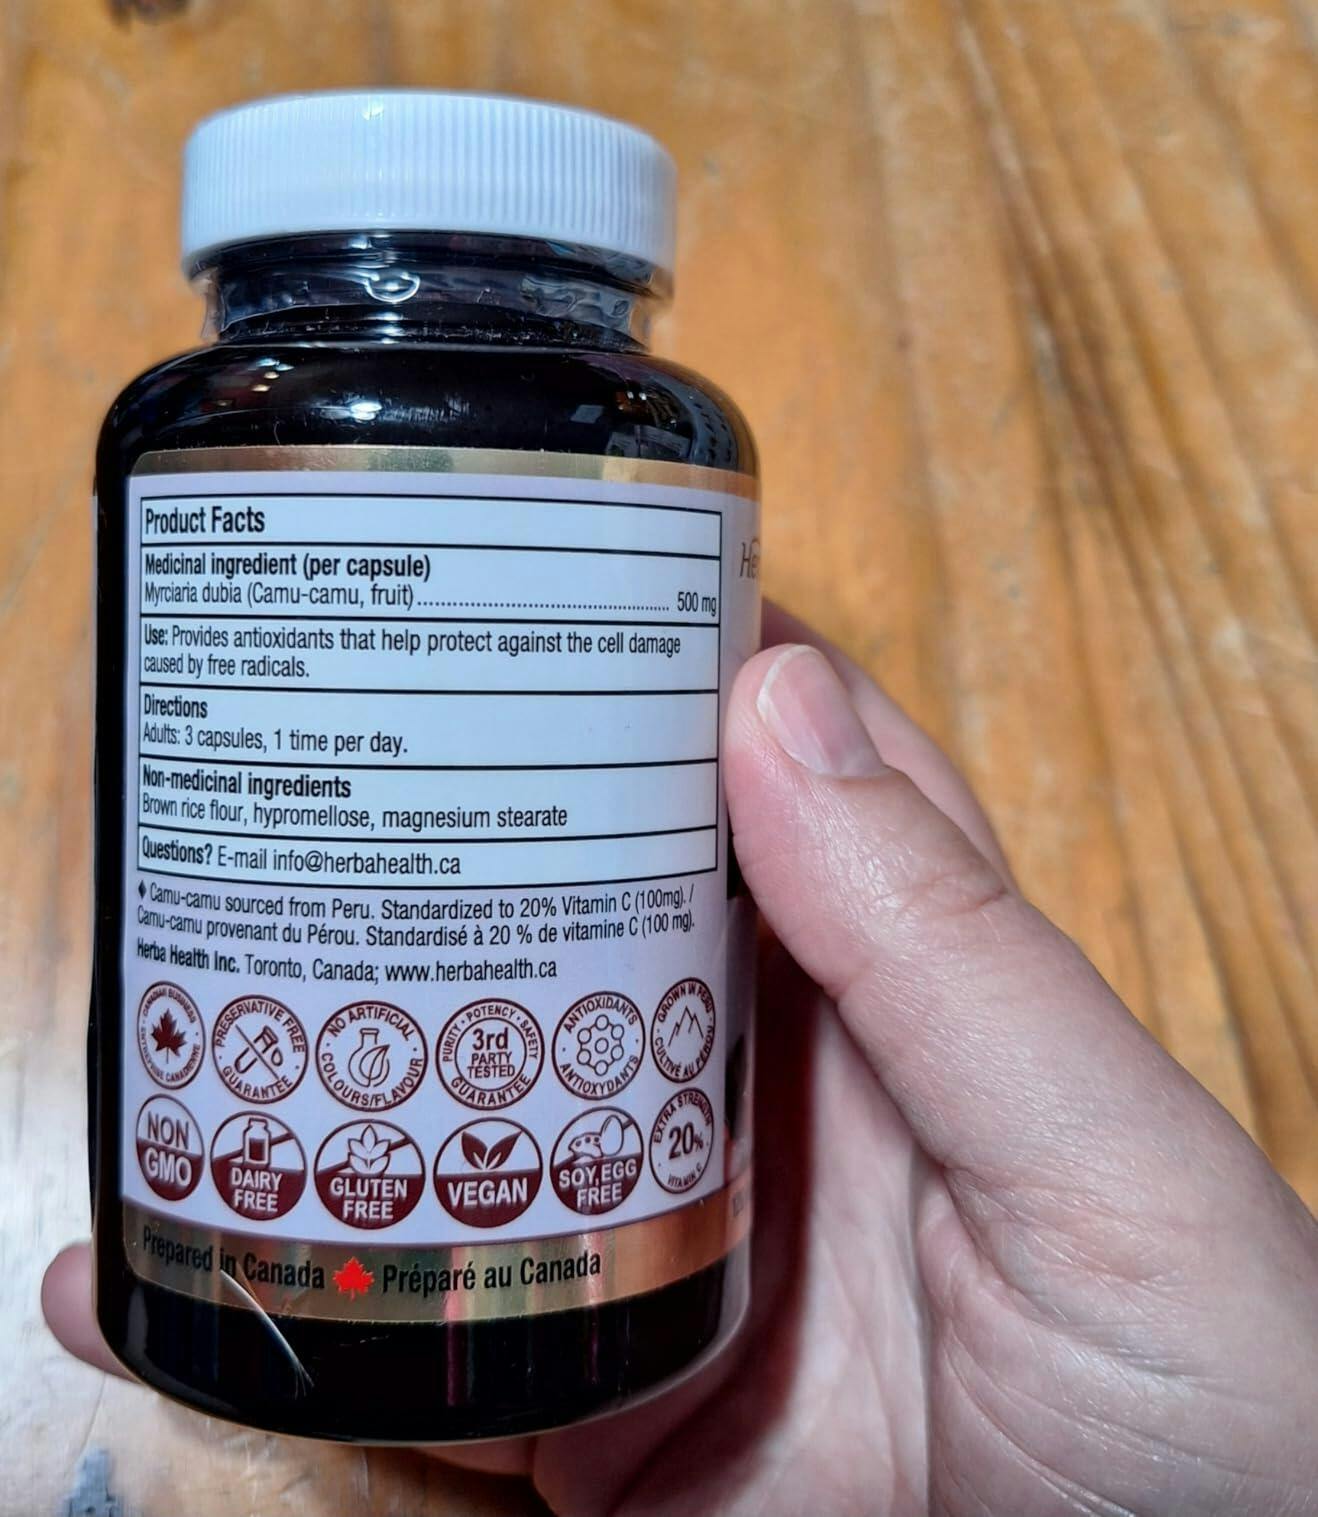 Product Facts
Medicinal ingredient (per capsule)
Myrciaria dubia (Camu-camu, fruit)........................................................ 500 mg
Use: Provides antioxidants that help protect against the cell damage
caused by free radicals.
Directions
Adults: 3 capsules, 1 time per day.
Non-medicinal ingredients
Brown rice flour, hypromellose, magnesium stearate
Questions? E-mail info@herbahealth.ca
♦ Camu-camu sourced from Peru. Standardized to 20% Vitamin C (100mg). /
Camu-camu provenant du Pérou. Standardisé à 20 % de vitamine C (100 mg).
Herba Health Inc. Toronto, Canada; www.herbahealth.ca
CANADIAN BUSINESS
ENTREPRISE CANADIENNE
PRESERVATIVE FREE
GUARANTEE
NO ARTIFICIAL
COLOURS/FLAVOUR
PURITY • POTENCY • SAFETY
3rd
PARTY
TESTED
GUARANTEE
ANTIOXIDANTS
ANTIOXYDANTS
GROWN IN PERU
CULTIVÉ AU PÉROU
NON
GMO
DAIRY
FREE
GLUTEN
FREE
VEGAN
SOY, EGG
FREE
EXTRA STRENGTH
20%
VITAMIN C
Prepared in Canada Préparé au Canada